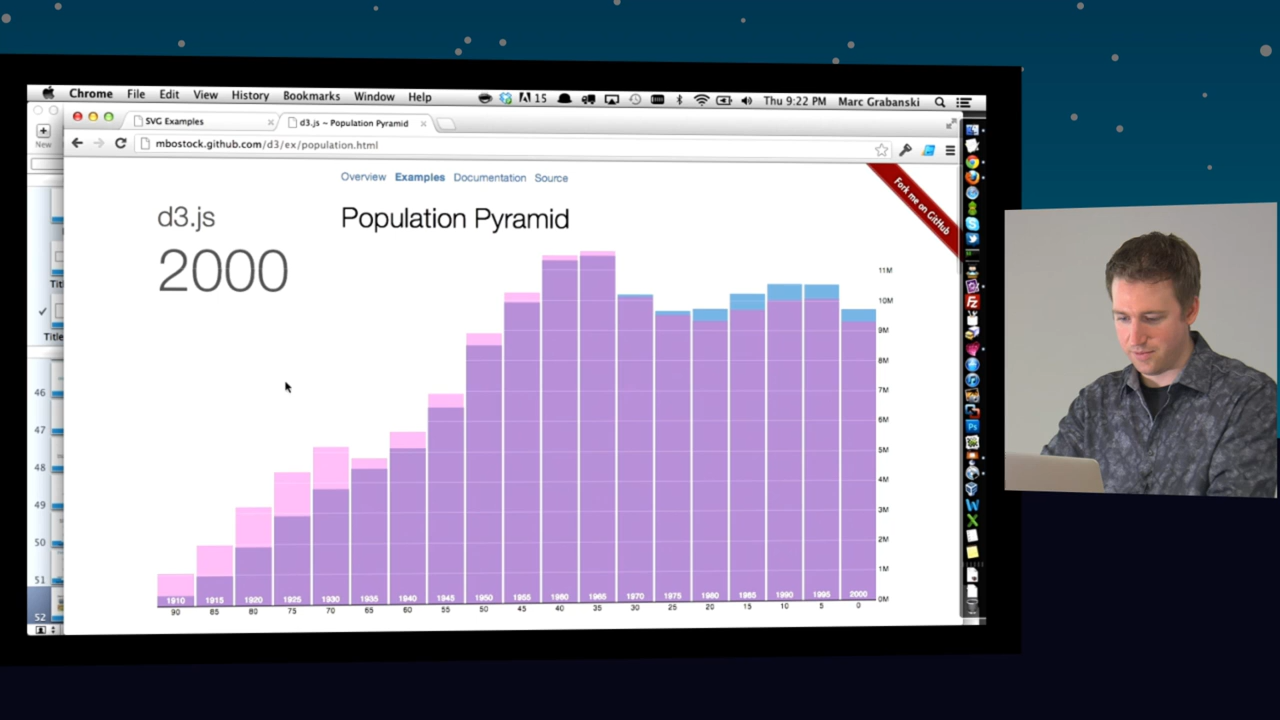 Chrome File Edit View History Bookmarks Window Help 15 Thu 9:22 PM Marc Grabanski
SVG Examples
d3.js ~ Population Pyramid
New
mbostock.github.com/d3/ex/population.html
Overview Examples Documentation Source
Fork me on GitHub
d3.js
Population Pyramid
2000
11M
10M
9M
8M
7M
6M
5M
4M
3M
2M
1M
0M
1910 1915 1920 1925 1930 1935 1940 1945 1950 1955 1960 1965 1970 1975 1980 1985 1990 1995 2000
90 85 80 75 70 65 60 55 50 45 40 35 30 25 20 15 10 5 0
Title
46
47
48
49
50
51
52